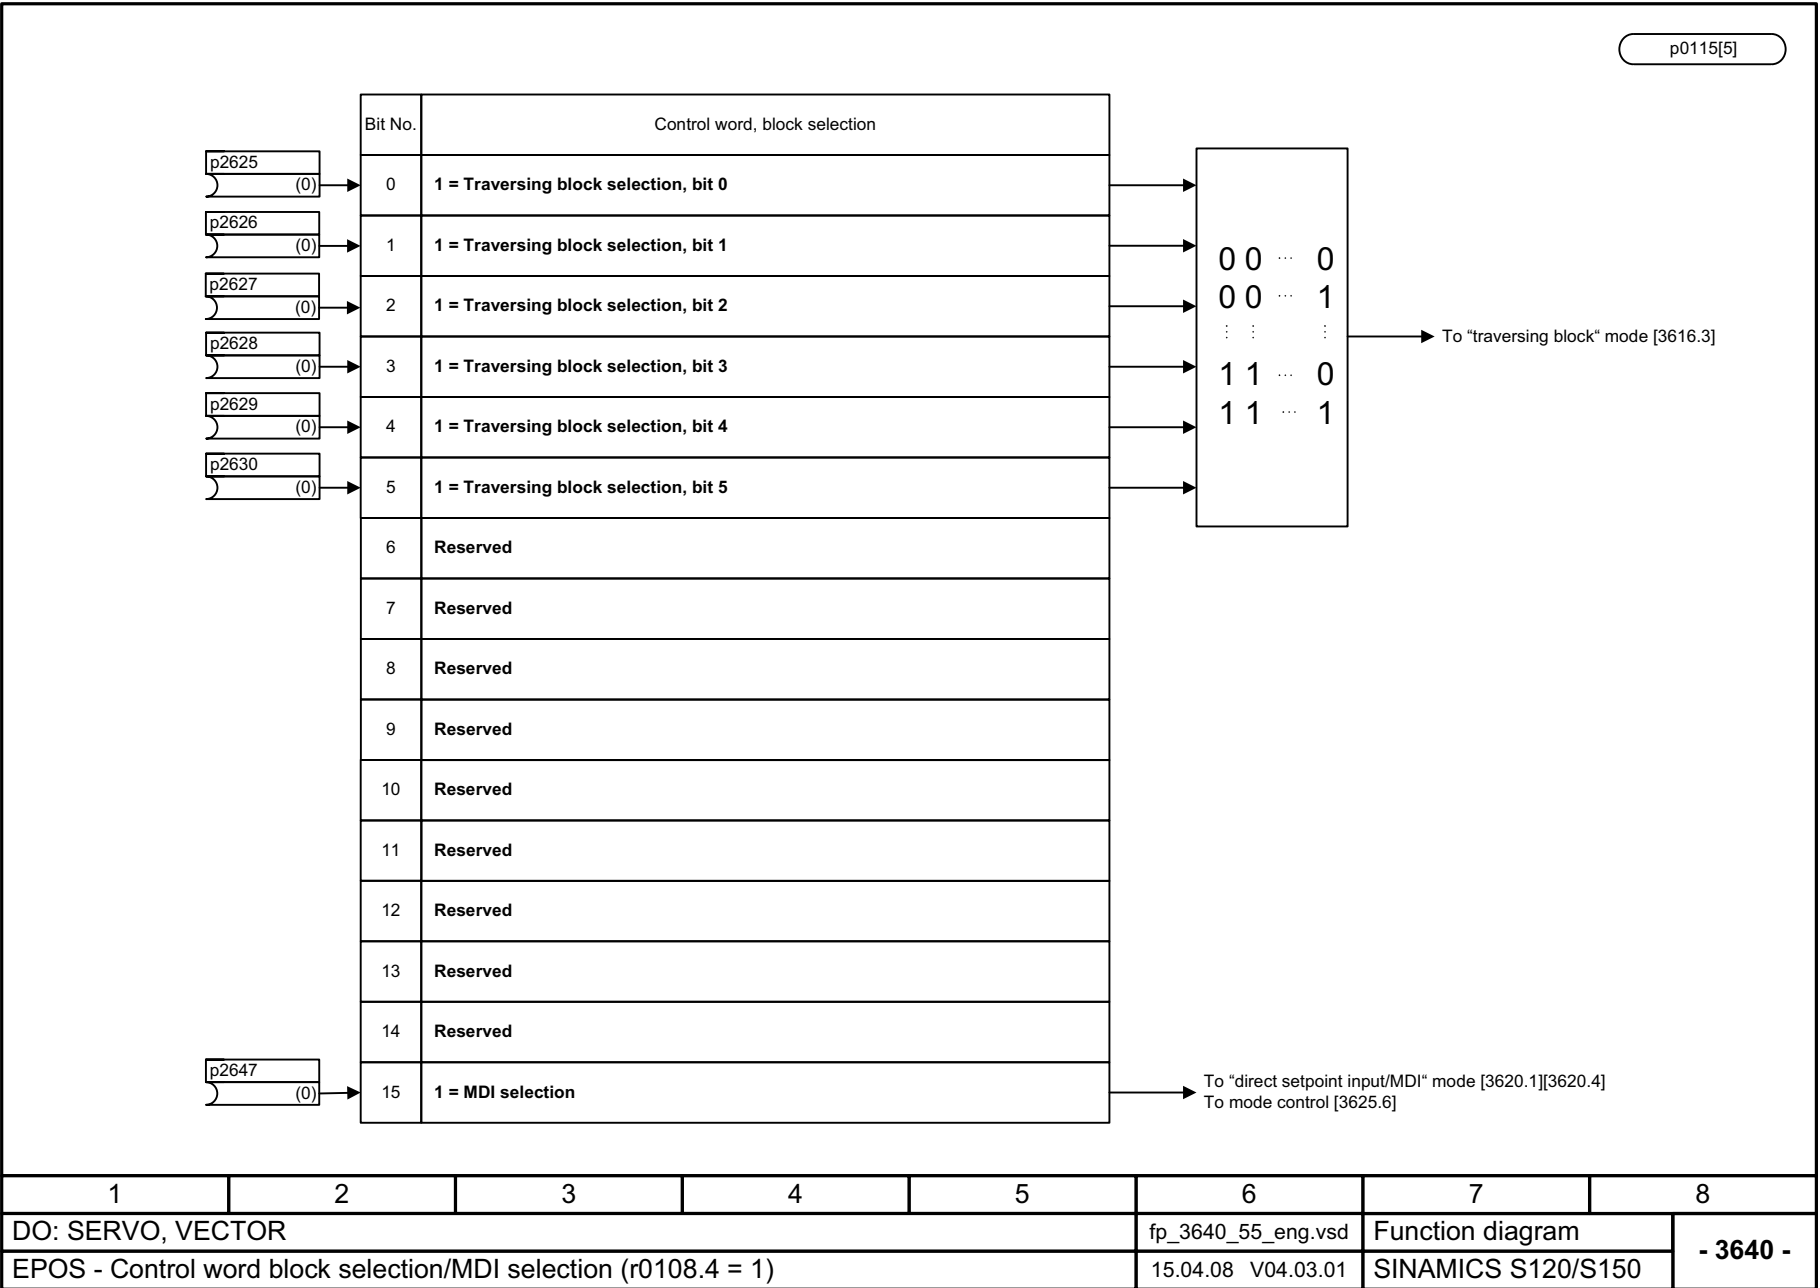 p0115[5]
Bit No. Control word, block selection
p2625
(0) 0 1 = Traversing block selection, bit 0
p2626
(0) 1 1 = Traversing block selection, bit 1
p2627
(0) 2 1 = Traversing block selection, bit 2
p2628
(0) 3 1 = Traversing block selection, bit 3
p2629
(0) 4 1 = Traversing block selection, bit 4
p2630
(0) 5 1 = Traversing block selection, bit 5
0 0 ... 0
0 0 ... 1
⋮ ⋮ ⋮
1 1 ... 0
1 1 ... 1
To “traversing block“ mode [3616.3]
6 Reserved
7 Reserved
8 Reserved
9 Reserved
10 Reserved
11 Reserved
12 Reserved
13 Reserved
14 Reserved
p2647
(0) 15 1 = MDI selection
To “direct setpoint input/MDI“ mode [3620.1][3620.4]
To mode control [3625.6]
1 2 3 4 5 6 7 8
DO: SERVO, VECTOR fp_3640_55_eng.vsd Function diagram
- 3640 -
EPOS - Control word block selection/MDI selection (r0108.4 = 1) 15.04.08 V04.03.01 SINAMICS S120/S150